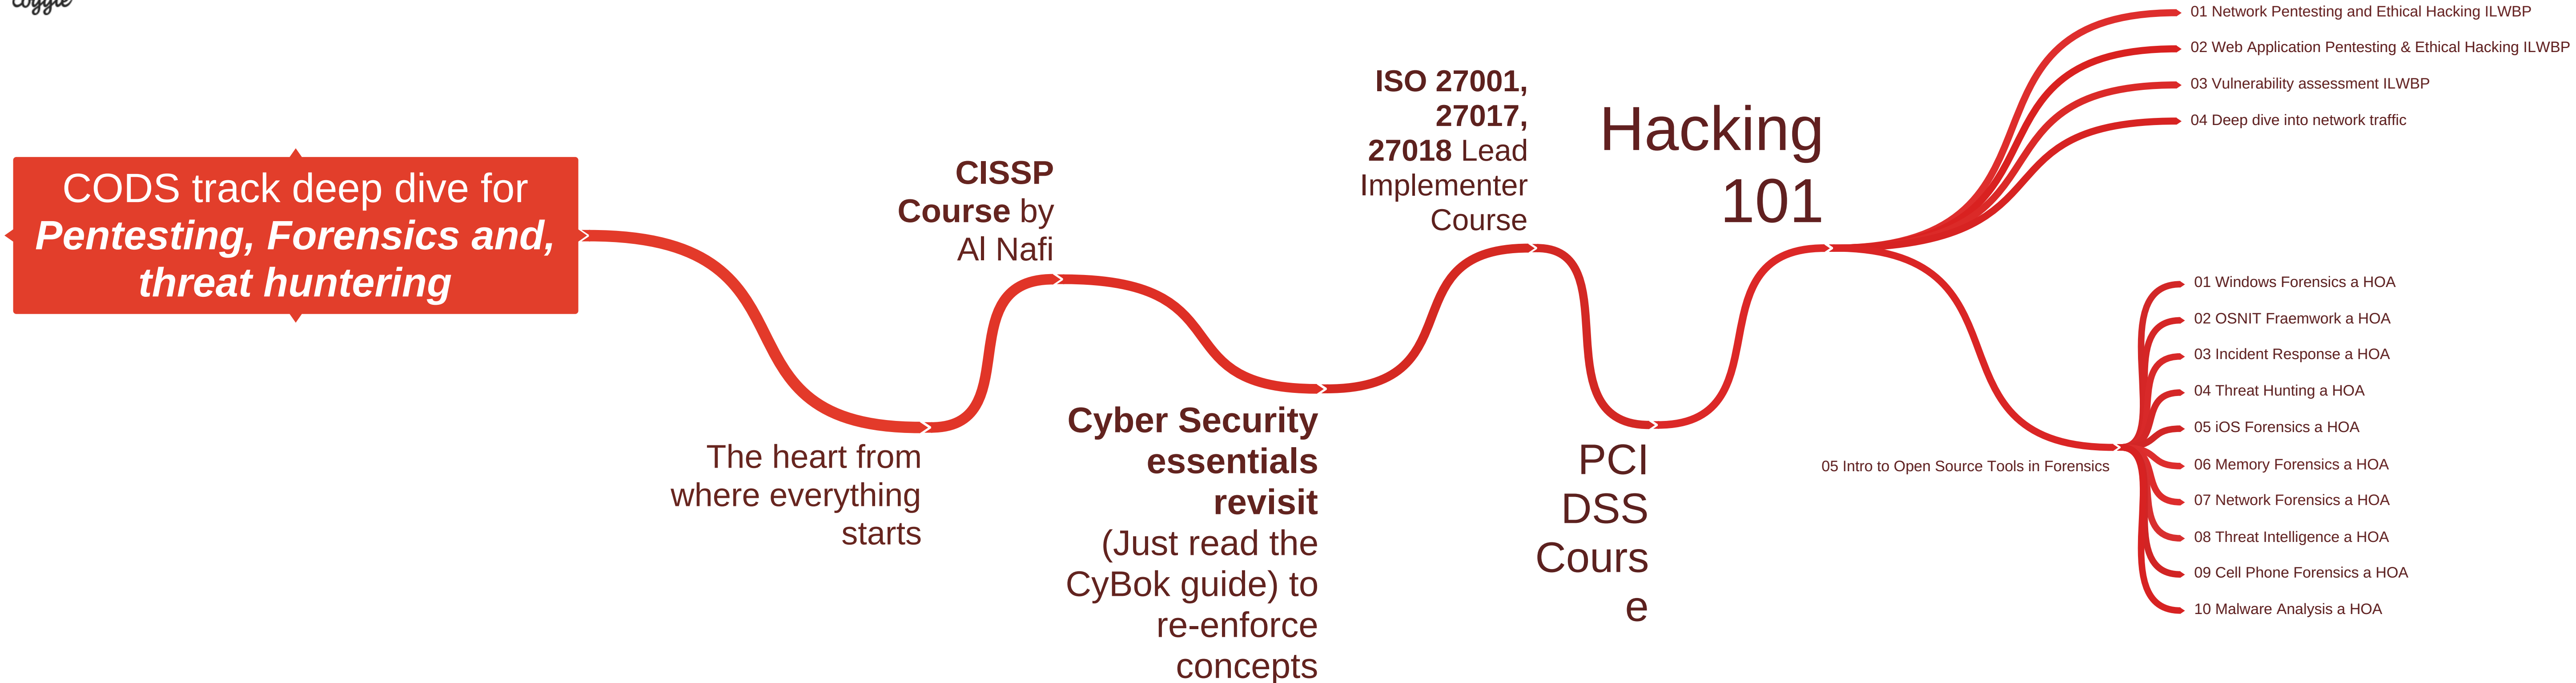 Coggle
CODS track deep dive for
Pentesting, Forensics and,
threat huntering
The heart from
where everything
starts
CISSP
Course by
Al Nafi
Cyber Security
essentials
revisit
(Just read the
CyBok guide) to
re-enforce
concepts
ISO 27001,
27017,
27018 Lead
Implementer
Course
PCI
DSS
Cours
e
Hacking
101
01 Network Pentesting and Ethical Hacking ILWBP
02 Web Application Pentesting & Ethical Hacking ILWBP
03 Vulnerability assessment ILWBP
04 Deep dive into network traffic
05 Intro to Open Source Tools in Forensics
01 Windows Forensics a HOA
02 OSNIT Fraemwork a HOA
03 Incident Response a HOA
04 Threat Hunting a HOA
05 iOS Forensics a HOA
06 Memory Forensics a HOA
07 Network Forensics a HOA
08 Threat Intelligence a HOA
09 Cell Phone Forensics a HOA
10 Malware Analysis a HOA